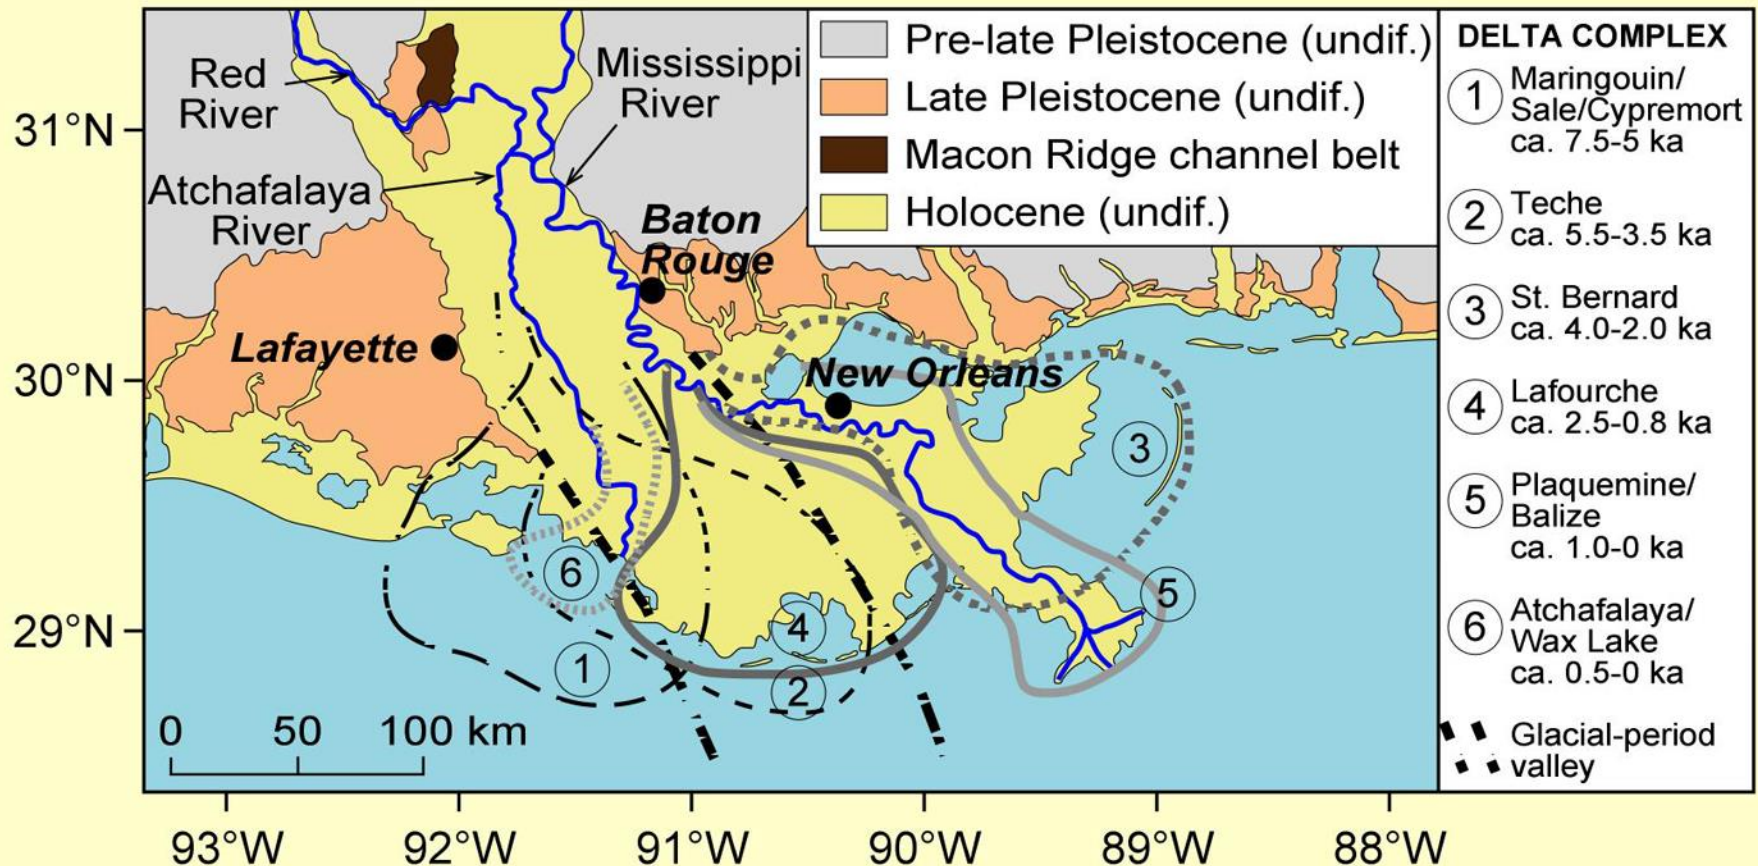 Red
River
Mississippi
River
Atchafalaya
River
Baton
Rouge
Lafayette
New Orleans
Pre-late Pleistocene (undif.)
Late Pleistocene (undif.)
Macon Ridge channel belt
Holocene (undif.)
DELTA COMPLEX
1 Maringouin/
Sale/Cypremort
ca. 7.5-5 ka
2 Teche
ca. 5.5-3.5 ka
3 St. Bernard
ca. 4.0-2.0 ka
4 Lafourche
ca. 2.5-0.8 ka
5 Plaquemine/
Balize
ca. 1.0-0 ka
6 Atchafalaya/
Wax Lake
ca. 0.5-0 ka
Glacial-period
valley
31°N
30°N
29°N
3
6
5
4
1
2
0 50 100 km
93°W 92°W 91°W 90°W 89°W 88°W